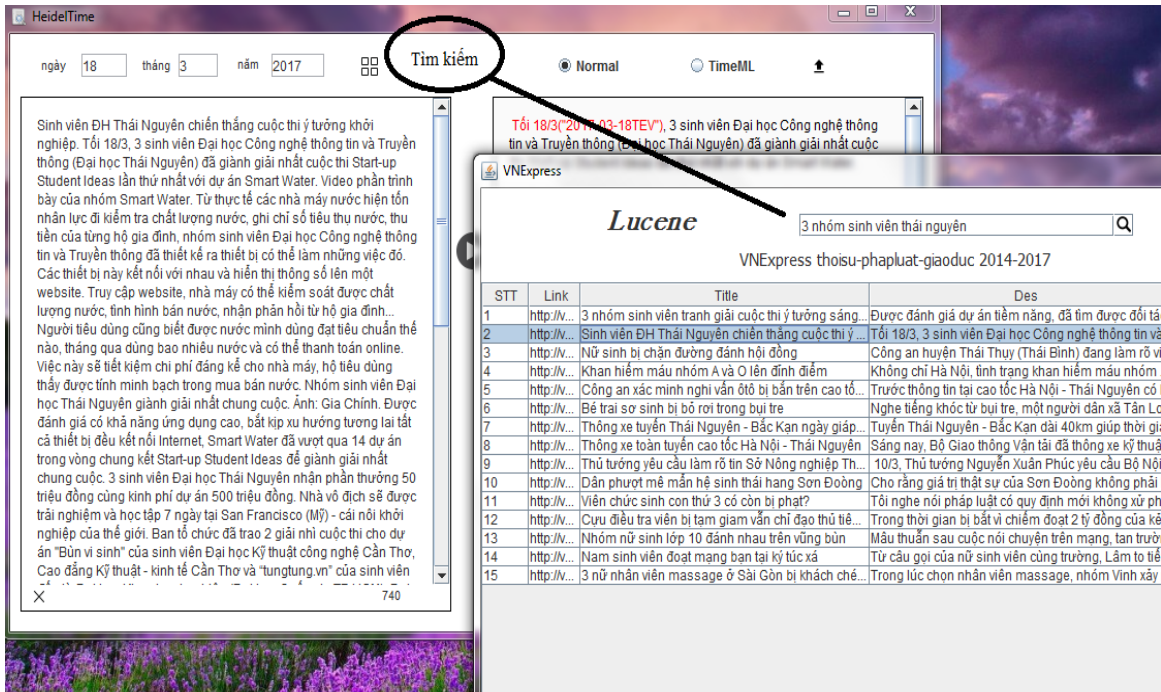 HeidelTime
ngày 18 tháng 3 năm 2017 Tìm kiếm Normal TimeML
Sinh viên ĐH Thái Nguyên chiến thắng cuộc thi ý tưởng khởi
nghiệp. Tối 18/3, 3 sinh viên Đại học Công nghệ thông tin và Truyền
thông (Đại học Thái Nguyên) đã giành giải nhất cuộc thi Start-up
Student Ideas lần thứ nhất với dự án Smart Water. Video phần trình
bày của nhóm Smart Water. Từ thực tế các nhà máy nước hiện tốn
nhân lực đi kiểm tra chất lượng nước, ghi chỉ số tiêu thụ nước, thu
tiền của từng hộ gia đình, nhóm sinh viên Đại học Công nghệ thông
tin và Truyền thông đã thiết kế ra thiết bị có thể làm những việc đó.
Các thiết bị này kết nối với nhau và hiển thị thông số lên một
website. Truy cập website, nhà máy có thể kiểm soát được chất
lượng nước, tình hình bán nước, nhận phản hồi từ hộ gia đình...
Người tiêu dùng cũng biết được nước mình dùng đạt tiêu chuẩn thế
nào, tháng qua dùng bao nhiêu nước và có thể thanh toán online.
Việc này sẽ tiết kiệm chi phí đáng kể cho nhà máy, hộ tiêu dùng
thấy được tính minh bạch trong mua bán nước. Nhóm sinh viên Đại
học Thái Nguyên giành giải nhất chung cuộc. Ảnh: Gia Chính. Được
đánh giá có khả năng ứng dụng cao, bắt kịp xu hướng tương lai tất
cả thiết bị đều kết nối Internet, Smart Water đã vượt qua 14 dự án
trong vòng chung kết Start-up Student Ideas để giành giải nhất
chung cuộc. 3 sinh viên Đại học Thái Nguyên nhận phần thưởng 50
triệu đồng cùng kinh phí dự án 500 triệu đồng. Nhà vô địch sẽ được
trải nghiệm và học tập 7 ngày tại San Francisco (Mỹ) - cái nôi khởi
nghiệp của thế giới. Ban tổ chức đã trao 2 giải nhì cuộc thi cho dự
án "Bùn vi sinh" của sinh viên Đại học Kỹ thuật công nghệ Cần Thơ,
Cao đẳng Kỹ thuật - kinh tế Cần Thơ và "tungtung.vn" của sinh viên
740
Tối 18/3("2017-03-18TEV"), 3 sinh viên Đại học Công nghệ thông
tin và Truyền thông (Đại học Thái Nguyên) đã giành giải nhất cuộc
VNExpress
Lucene 3 nhóm sinh viên thái nguyên
VNExpress thoisu-phapluat-giaoduc 2014-2017
STT Link Title Des
1 http://v... 3 nhóm sinh viên tranh giải cuộc thi ý tưởng sáng... Được đánh giá dự án tiềm năng, đã tìm được đối tá
2 http://v... Sinh viên ĐH Thái Nguyên chiến thắng cuộc thi ý ... Tối 18/3, 3 sinh viên Đại học Công nghệ thông tin và
3 http://v... Nữ sinh bị chặn đường đánh hội đồng Công an huyện Thái Thụy (Thái Bình) đang làm rõ vi
4 http://v... Khan hiếm máu nhóm A và O lên đỉnh điểm Không chỉ Hà Nội, tình trạng khan hiếm máu nhóm
5 http://v... Công an xác minh nghi vấn ôtô bị bắn trên cao tố... Trước thông tin tại cao tốc Hà Nội - Thái Nguyên có
6 http://v... Bé trai sơ sinh bị bỏ rơi trong bụi tre Nghe tiếng khóc từ bụi tre, một người dân xã Tân Lo
7 http://v... Thông xe tuyến Thái Nguyên - Bắc Kạn ngày giáp... Tuyến Thái Nguyên - Bắc Kạn dài 40km giúp thời gi
8 http://v... Thông xe toàn tuyến cao tốc Hà Nội - Thái Nguyên Sáng nay, Bộ Giao thông Vận tải đã thông xe kỹ thuậ
9 http://v... Thủ tướng yêu cầu làm rõ tin Sở Nông nghiệp Th... 10/3, Thủ tướng Nguyễn Xuân Phúc yêu cầu Bộ Nội
10 http://v... Dân phượt mê mẩn hệ sinh thái hang Sơn Đoòng Cho rằng giá trị thật sự của Sơn Đoòng không phải
11 http://v... Viên chức sinh con thứ 3 có còn bị phạt? Tôi nghe nói pháp luật có quy định mới không xử ph
12 http://v... Cựu điều tra viên bị tạm giam vẫn chỉ đạo thủ tiê... Trong thời gian bị bắt vì chiếm đoạt 2 tỷ đồng của kẻ
13 http://v... Nhóm nữ sinh lớp 10 đánh nhau trên vũng bùn Mâu thuẫn sau cuộc nói chuyện trên mạng, tan trườ
14 http://v... Nam sinh viên đoạt mạng bạn tại ký túc xá Từ câu gọi của nữ sinh viên cùng trường, Lâm to tiế
15 http://v... 3 nữ nhân viên massage ở Sài Gòn bị khách ché... Trong lúc chọn nhân viên massage, nhóm Vinh xây